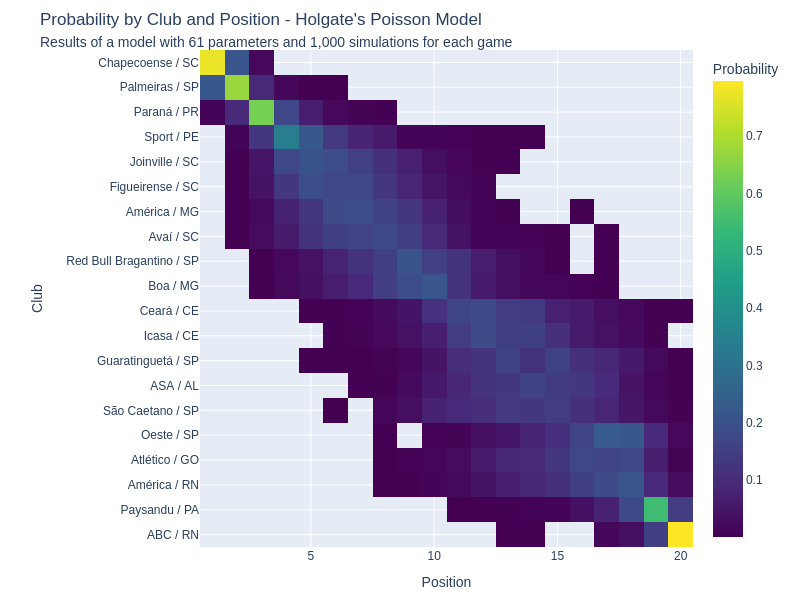 Probability by Club and Position - Holgate's Poisson Model
Results of a model with 61 parameters and 1,000 simulations for each game
Probability
Chapecoense / SC
Palmeiras / SP
Paraná / PR
Sport / PE
Joinville / SC
Figueirense / SC
América / MG
Avaí / SC
Red Bull Bragantino / SP
Boa / MG
Ceará / CE
Icasa / CE
Guaratinguetá / SP
ASA / AL
São Caetano / SP
Oeste / SP
Atlético / GO
América / RN
Paysandu / PA
ABC / RN
Club
5
10
15
20
Position
0.7
0.6
0.5
0.4
0.3
0.2
0.1